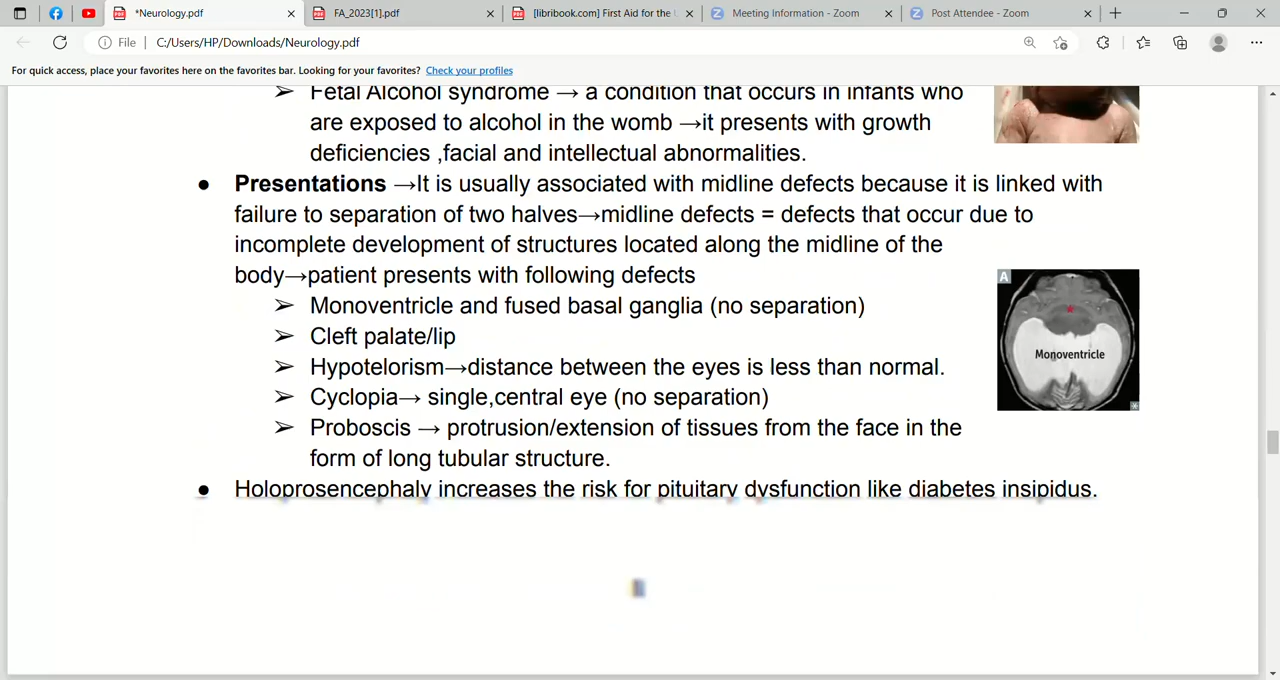 *Neurology.pdf
FA_2023[1].pdf
[libribook.com] First Aid for the
Meeting Information - Zoom
Post Attendee - Zoom
File
C:/Users/HP/Downloads/Neurology.pdf
For quick access, place your favorites here on the favorites bar. Looking for your favorites? Check your profiles
➢ Fetal Alcohol syndrome → a condition that occurs in infants who
are exposed to alcohol in the womb →it presents with growth
deficiencies ,facial and intellectual abnormalities.
● Presentations →It is usually associated with midline defects because it is linked with
failure to separation of two halves→midline defects = defects that occur due to
incomplete development of structures located along the midline of the
body→patient presents with following defects
➢ Monoventricle and fused basal ganglia (no separation)
➢ Cleft palate/lip
➢ Hypotelorism→distance between the eyes is less than normal.
➢ Cyclopia→ single,central eye (no separation)
➢ Proboscis → protrusion/extension of tissues from the face in the
form of long tubular structure.
A
Monoventricle
● Holoprosencephaly increases the risk for pituitary dysfunction like diabetes insipidus.